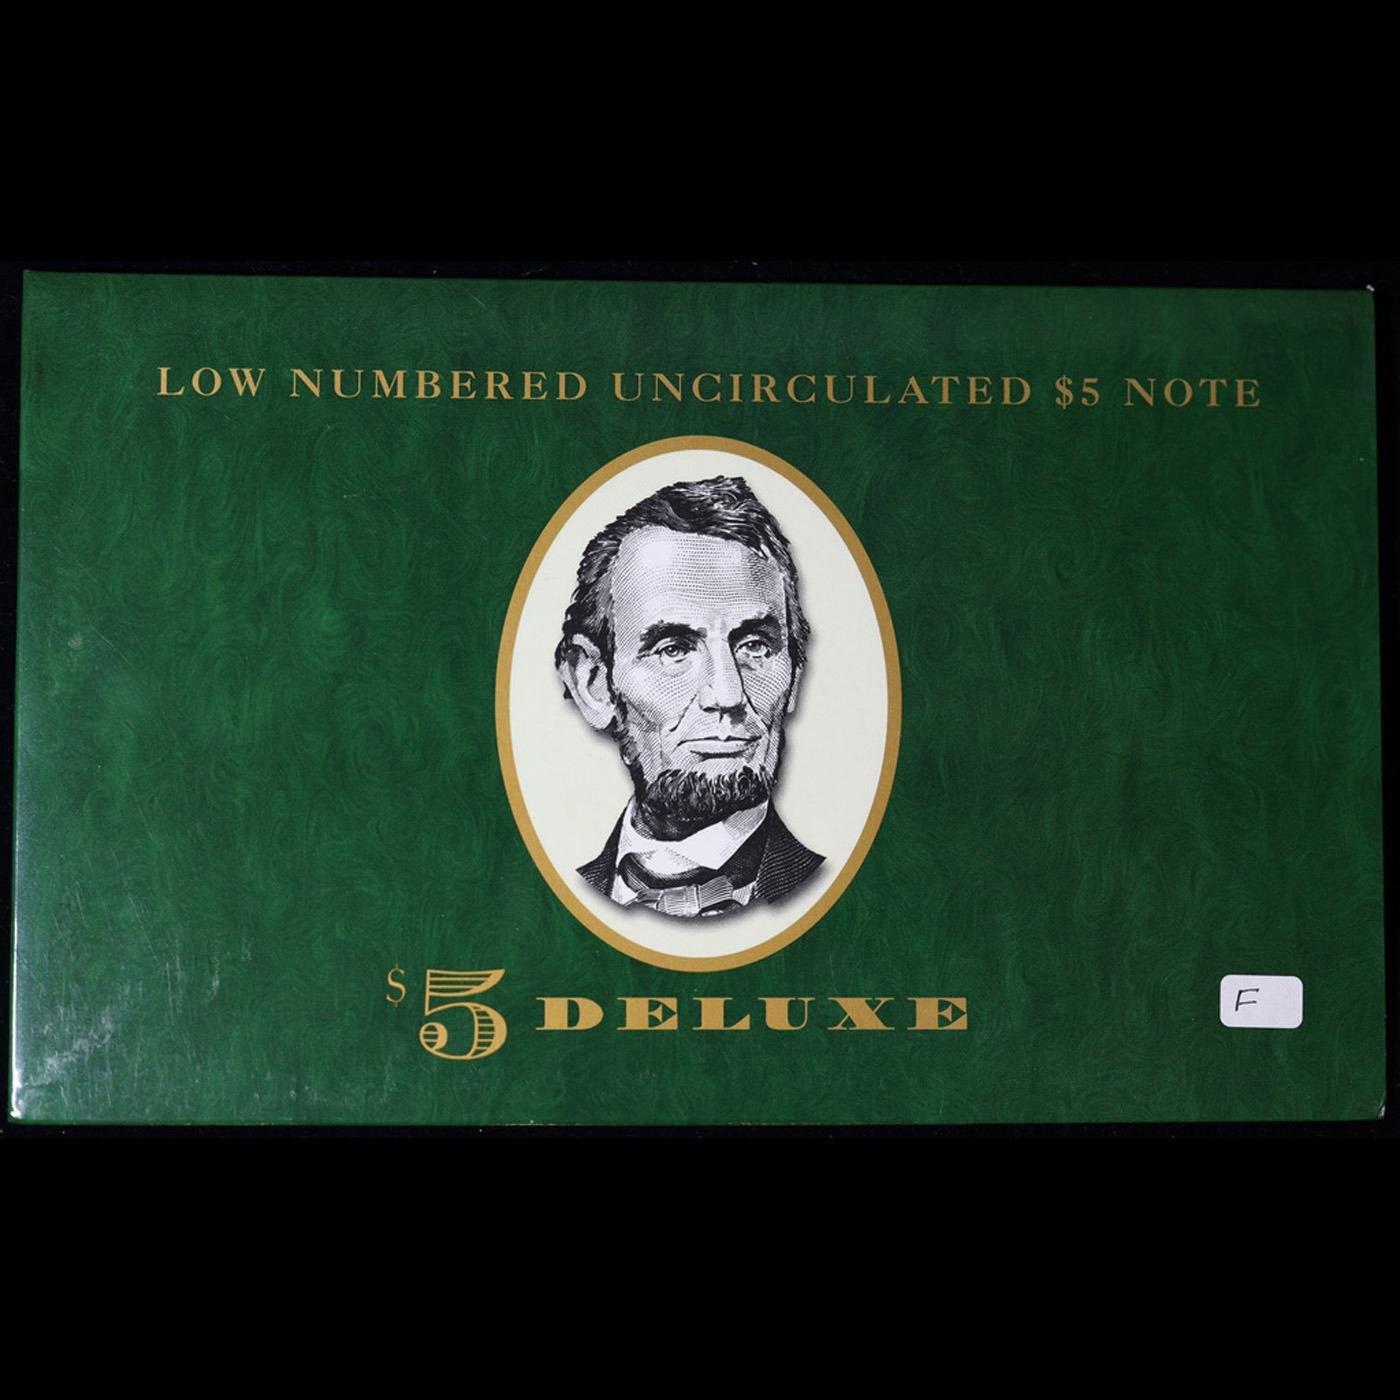 LOW NUMBERED UNCIRCULATED $5 NOTE
$5 DELUXE
F